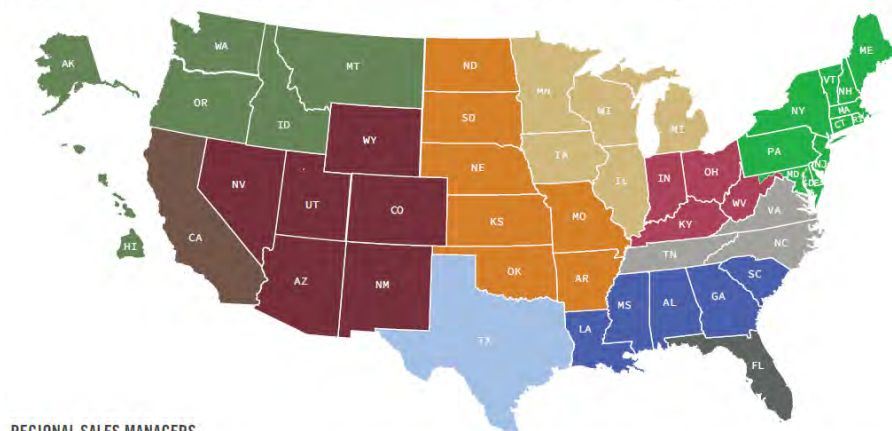 AK
WA
MT
ND
MN
ME
VT
NH
OR
ID
SD
WI
MI
NY
MA
CT
RI
WY
NE
IA
PA
NJ
NV
UT
CO
IL
IN
OH
MD
DE
WV
VA
CA
KS
MO
KY
HI
AZ
NM
OK
AR
TN
NC
SC
TX
LA
MS
AL
GA
FL
REGIONAL SALES MANAGERS